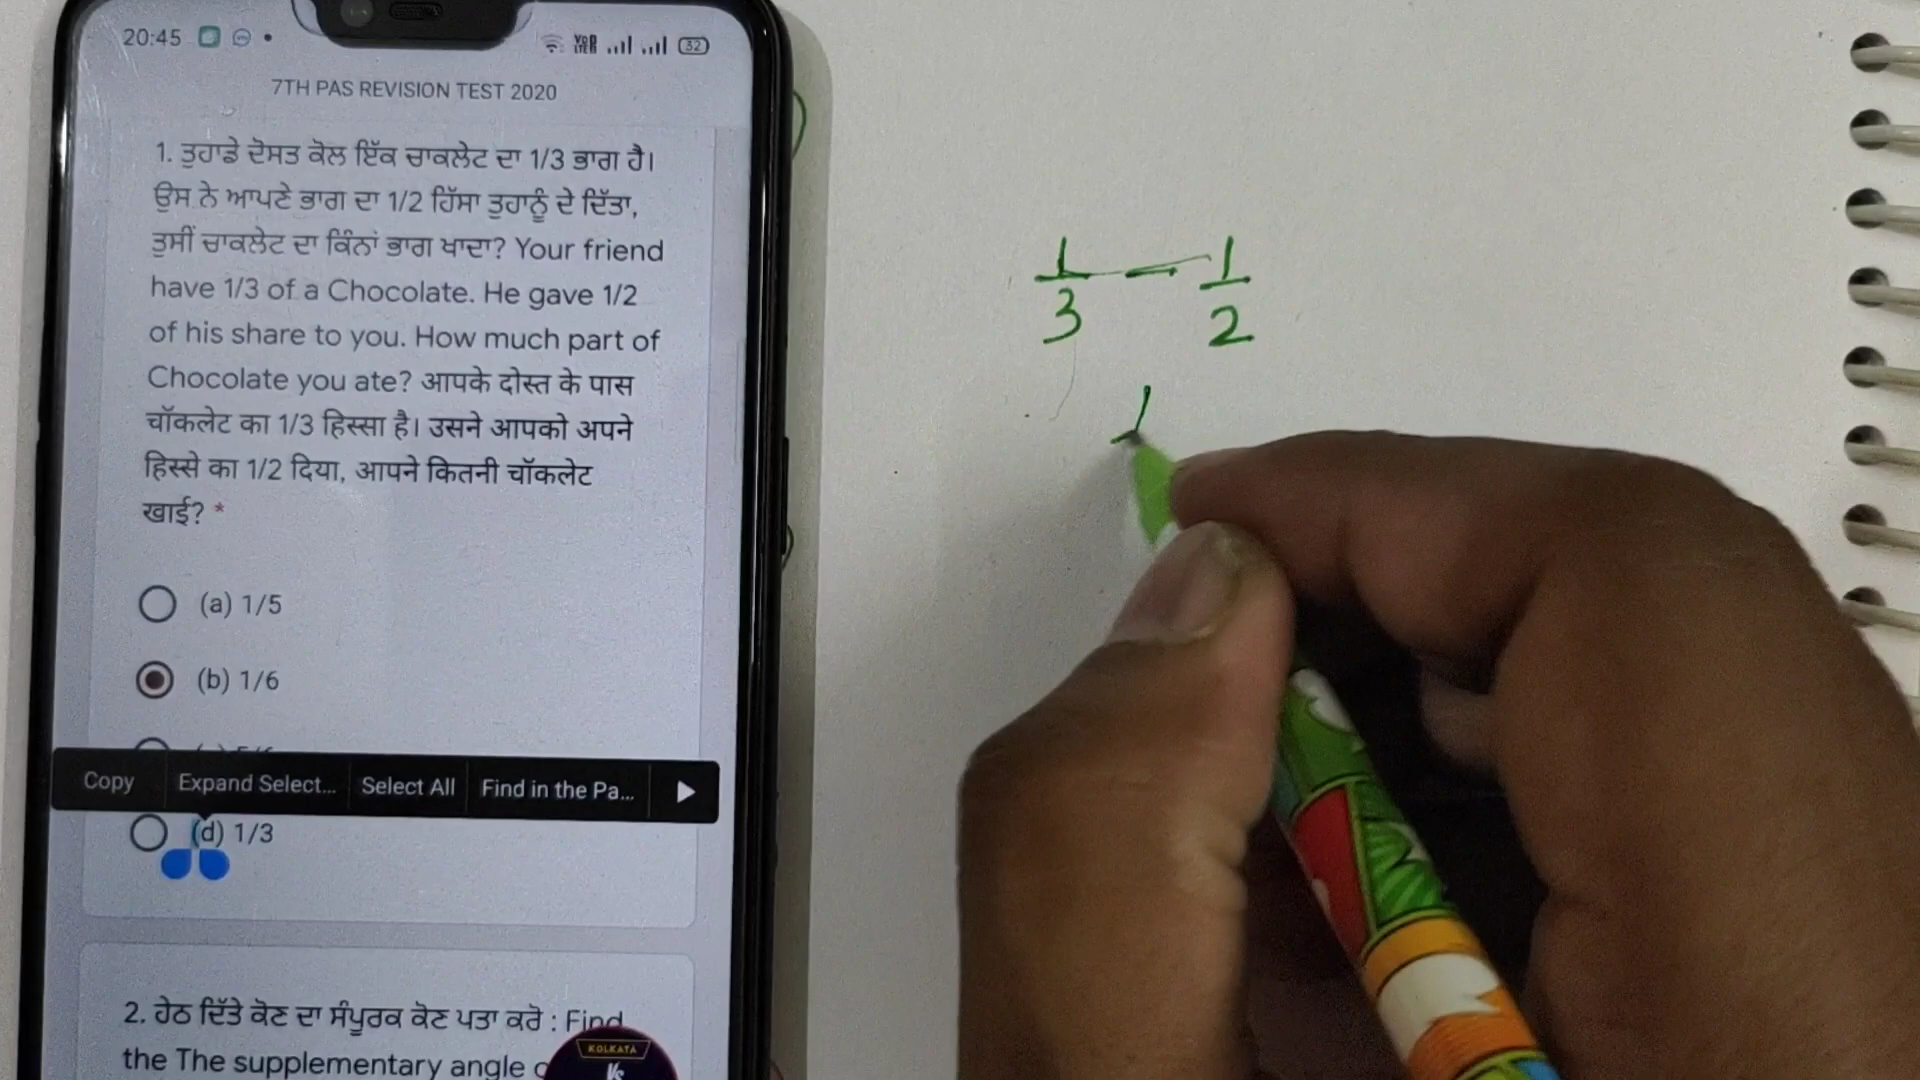 20:45
32
7TH PAS REVISION TEST 2020
1. ਤੁਹਾਡੇ ਦੋਸਤ ਕੋਲ ਇੱਕ ਚਾਕਲੇਟ ਦਾ 1/3 ਭਾਗ ਹੈ।
ਉਸ ਨੇ ਆਪਣੇ ਭਾਗ ਦਾ 1/2 ਹਿੱਸਾ ਤੁਹਾਨੂੰ ਦੇ ਦਿੱਤਾ,
ਤੁਸੀਂ ਚਾਕਲੇਟ ਦਾ ਕਿੰਨਾਂ ਭਾਗ ਖਾਦਾ? Your friend
have 1/3 of a Chocolate. He gave 1/2
of his share to you. How much part of
Chocolate you ate? आपके दोस्त के पास
चॉकलेट का 1/3 हिस्सा है। उसने आपको अपने
हिस्से का 1/2 दिया, आपने कितनी चॉकलेट
खाई? *
(a) 1/5
(b) 1/6
Copy Expand Select... Select All Find in the Pa...
(d) 1/3
2. ਹੇਠ ਦਿੱਤੇ ਕੋਣ ਦਾ ਸੰਪੂਰਕ ਕੋਣ ਪਤਾ ਕਰੋ : Find
the The supplementary angle
KOLKATA
Vs
1 — 1
3 2
1